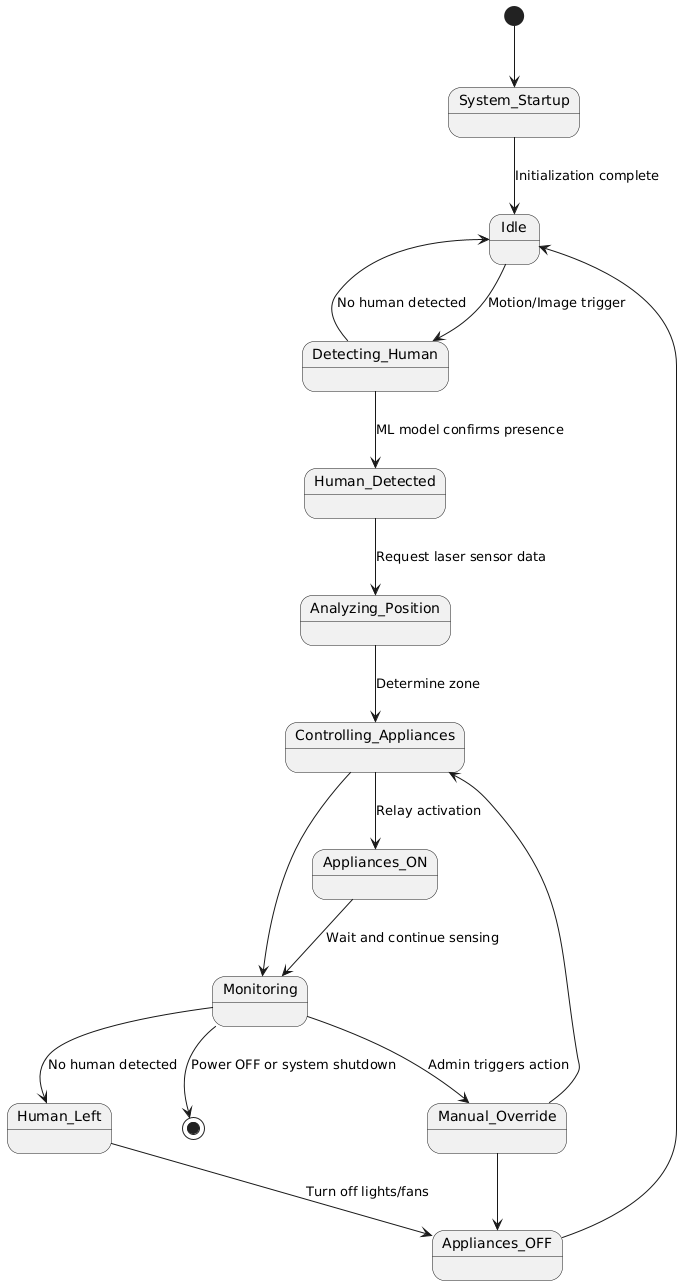 System_Startup
Initialization complete
Idle
No human detected
Motion/Image trigger
Detecting_Human
ML model confirms presence
Human_Detected
Request laser sensor data
Analyzing_Position
Determine zone
Controlling_Appliances
Relay activation
Appliances_ON
Wait and continue sensing
Monitoring
No human detected
Power OFF or system shutdown
Admin triggers action
Human_Left
Manual_Override
Turn off lights/fans
Appliances_OFF